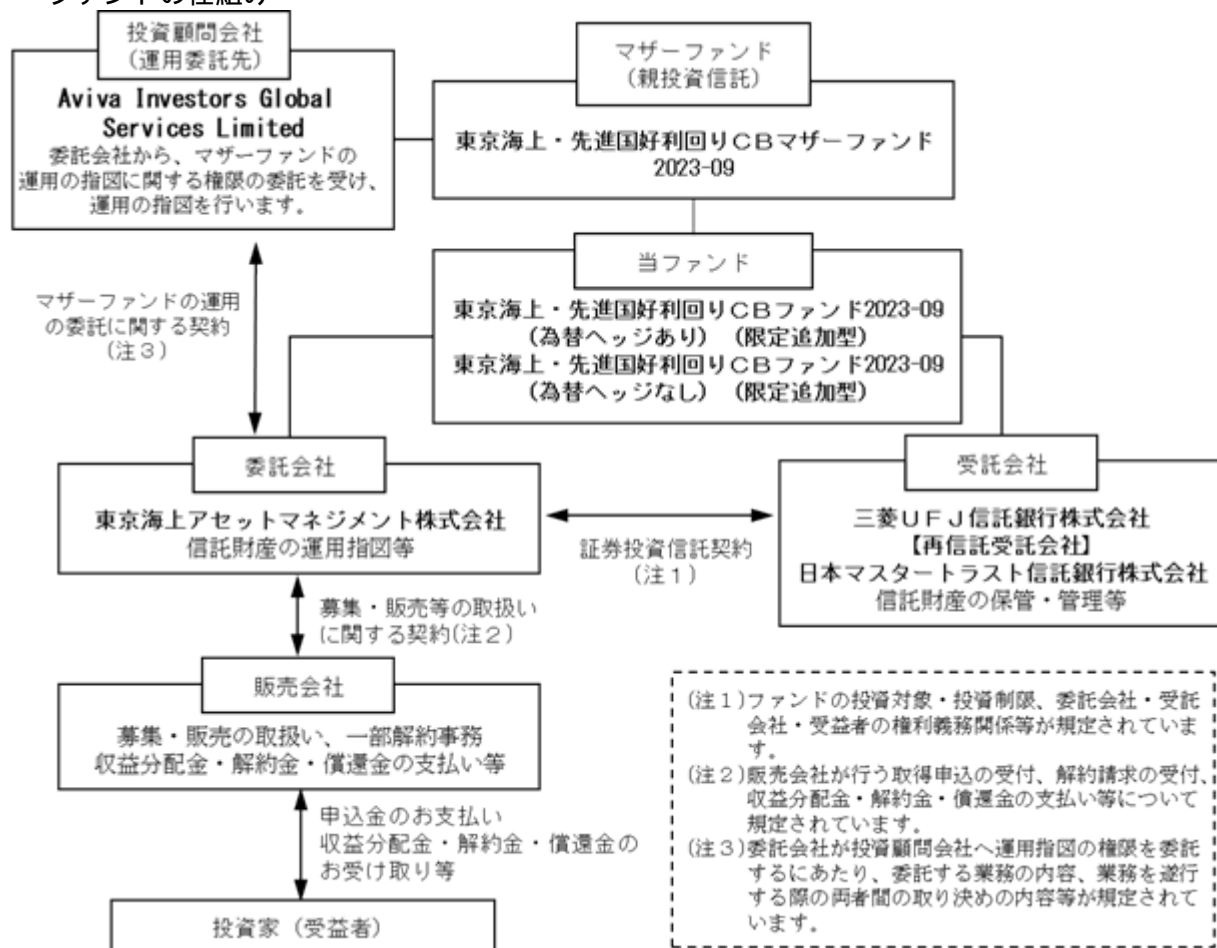 ファンドの仕組み
投資顧問会社
(運用委託先)
Aviva Investors Global
Services Limited
委託会社から、マザーファンドの
運用の指図に関する権限の委託を受け、
運用の指図を行います。
マザーファンド
(親投資信託)
東京海上・先進国好利回りCBマザーファンド
2023-09
当ファンド
東京海上・先進国好利回りCBファンド2023-09
(為替ヘッジあり) (限定追加型)
東京海上・先進国好利回りCBファンド2023-09
(為替ヘッジなし) (限定追加型)
マザーファンドの運用
の委託に関する契約
(注3)
委託会社
東京海上アセットマネジメント株式会社
信託財産の運用指図等
証券投資信託契約
(注1)
受託会社
三菱UFJ信託銀行株式会社
【再信託受託会社】
日本マスタートラスト信託銀行株式会社
信託財産の保管・管理等
募集・販売等の取扱い
に関する契約(注2)
販売会社
募集・販売の取扱い、一部解約事務
収益分配金・解約金・償還金の支払い等
申込金のお支払い
収益分配金・解約金・償還金の
お受け取り等
投資家(受益者)
(注1)ファンドの投資対象・投資制限、委託会社・受託
会社・受益者の権利義務関係等が規定されていま
す。
(注2)販売会社が行う取得申込の受付、解約請求の受付、
収益分配金・解約金・償還金の支払い等について
規定されています。
(注3)委託会社が投資顧問会社へ運用指図の権限を委託
するにあたり、委託する業務の内容、業務を遂行
する際の両者間の取り決めの内容等が規定されて
います。